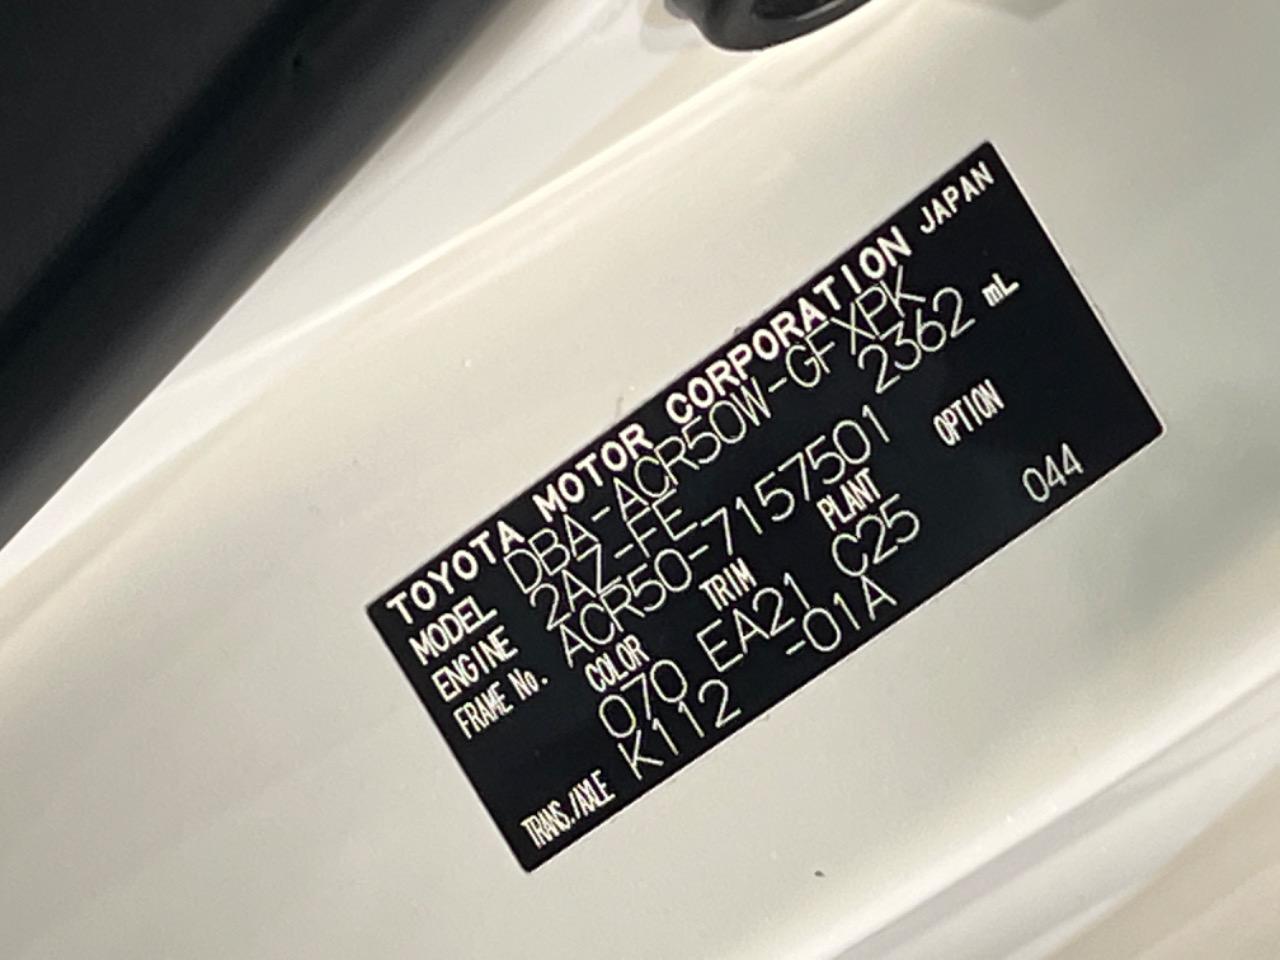 TOYOTA MOTOR CORPORATION JAPAN
MODEL DBA-ACR50W-GFXPK
ENGINE 2AZ-FE 2362 mL
FRAME No. ACR50-7157501
COLOR TRIM PLANT OPTION
070 EA21 C25 044
TRANS./AXLE K112 -01A